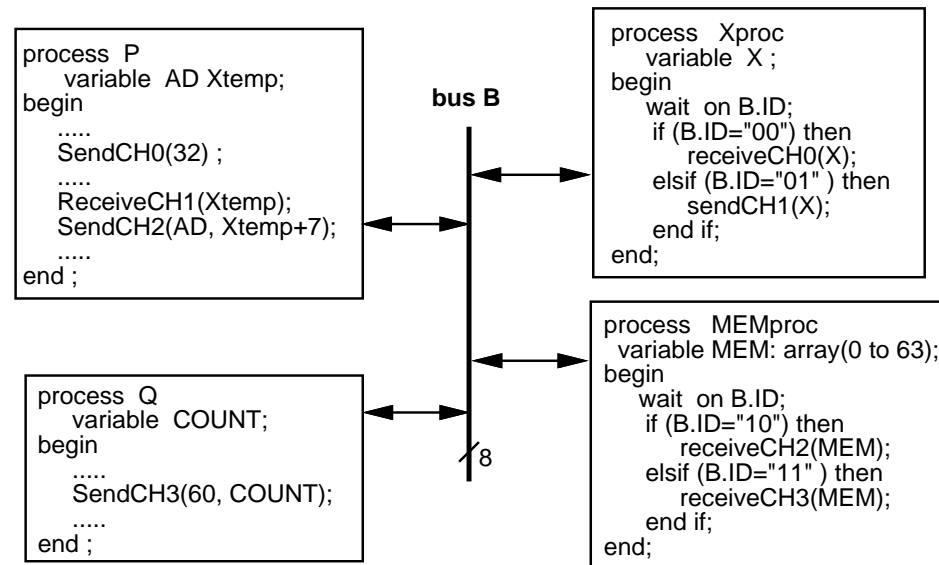 process P
variable AD Xtemp;
begin
.....
SendCH0(32) ;
.....
ReceiveCH1(Xtemp);
SendCH2(AD, Xtemp+7);
.....
end ;
bus B
8
process Xproc
variable X ;
begin
wait on B.ID;
if (B.ID="00") then
receiveCH0(X);
elsif (B.ID="01" ) then
sendCH1(X);
end if;
end;
process Q
variable COUNT;
begin
.....
SendCH3(60, COUNT);
.....
end ;
process MEMproc
variable MEM: array(0 to 63);
begin
wait on B.ID;
if (B.ID="10") then
receiveCH2(MEM);
elsif (B.ID="11" ) then
receiveCH3(MEM);
end if;
end;